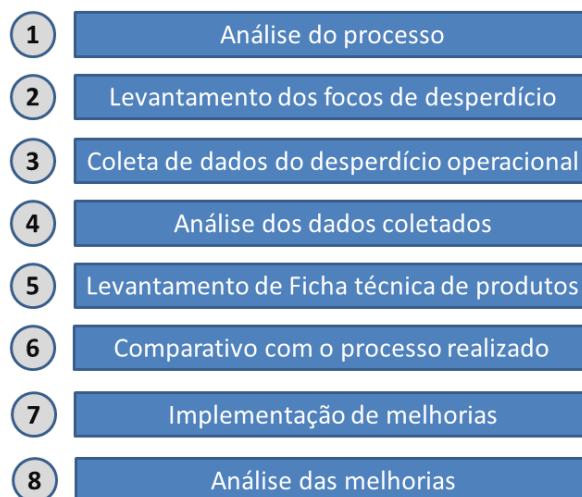 1 Análise do processo
2 Levantamento dos focos de desperdício
3 Coleta de dados do desperdício operacional
4 Análise dos dados coletados
5 Levantamento de Ficha técnica de produtos
6 Comparativo com o processo realizado
7 Implementação de melhorias
8 Análise das melhorias